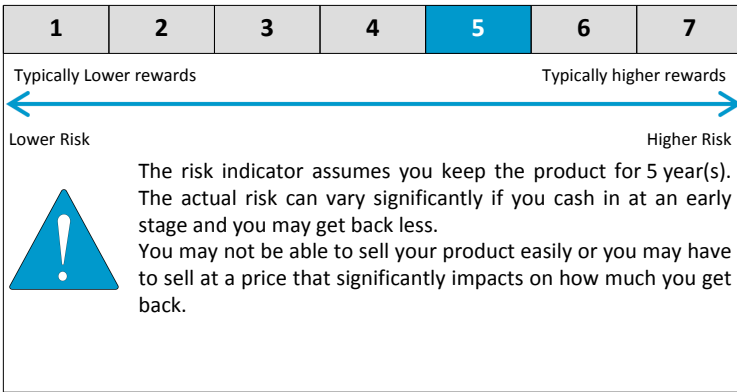 1 2 3 4 5 6 7
Typically Lower rewards Typically higher rewards
Lower Risk Higher Risk
The risk indicator assumes you keep the product for 5 year(s).
The actual risk can vary significantly if you cash in at an early
stage and you may get back less.
You may not be able to sell your product easily or you may have
to sell at a price that significantly impacts on how much you get
back.